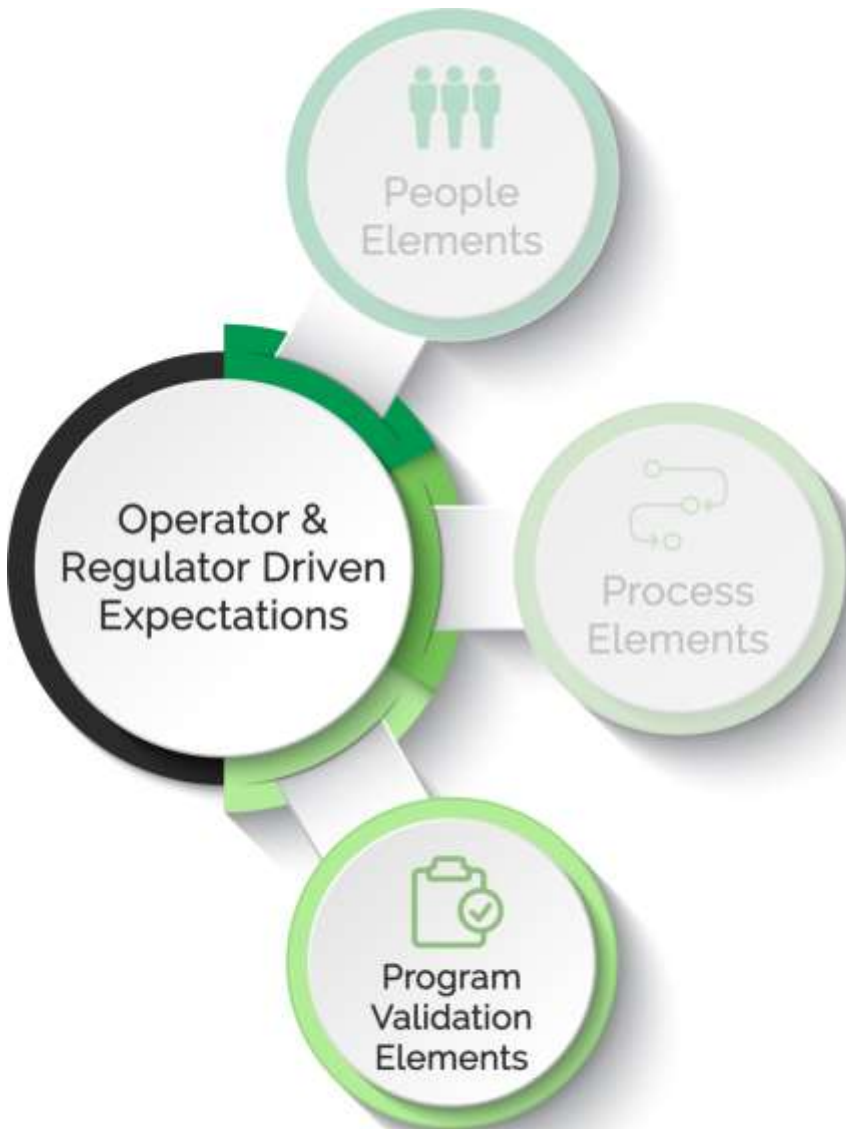 People
Elements
Operator &
Regulator Driven
Expectations
Process
Elements
Program
Validation
Elements